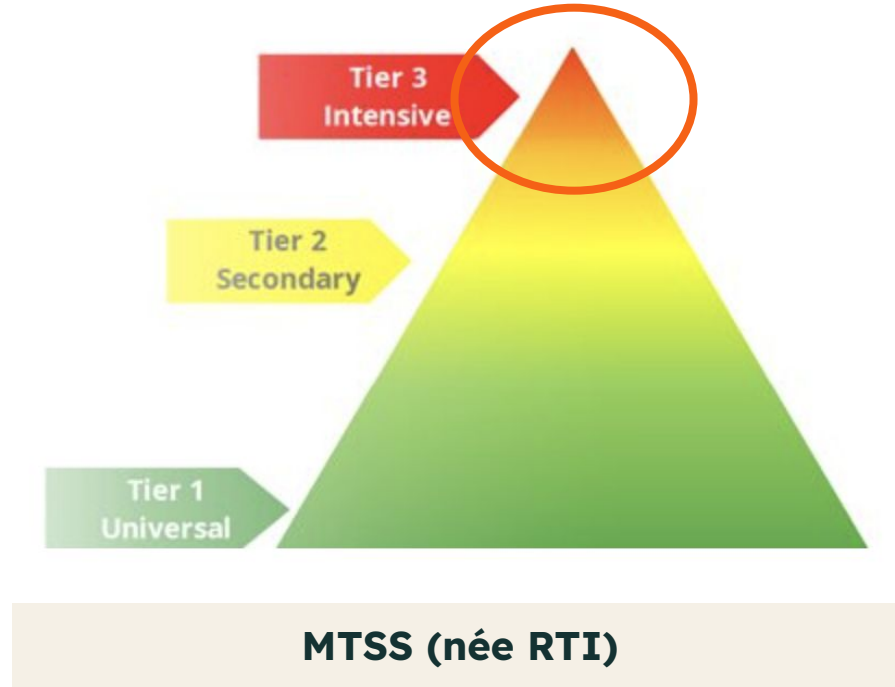 Tier 3
Intensive
Tier 2
Secondary
Tier 1
Universal
MTSS (née RTI)